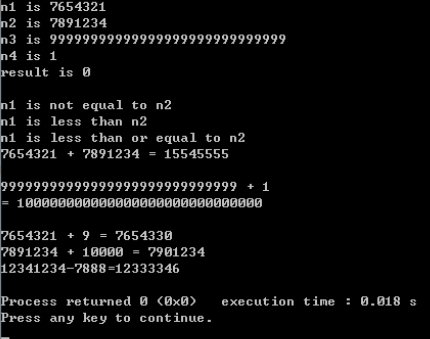 n1 is 7654321
n2 is 7891234
n3 is 99999999999999999999999999999
n4 is 1
result is 0
n1 is not equal to n2
n1 is less than n2
n1 is less than or equal to n2
7654321 + 7891234 = 15545555
99999999999999999999999999999 + 1
= 100000000000000000000000000000
7654321 + 9 = 7654330
7891234 + 10000 = 7901234
12341234-7888=12333346
Process returned 0 (0x0)   execution time : 0.018 s
Press any key to continue.